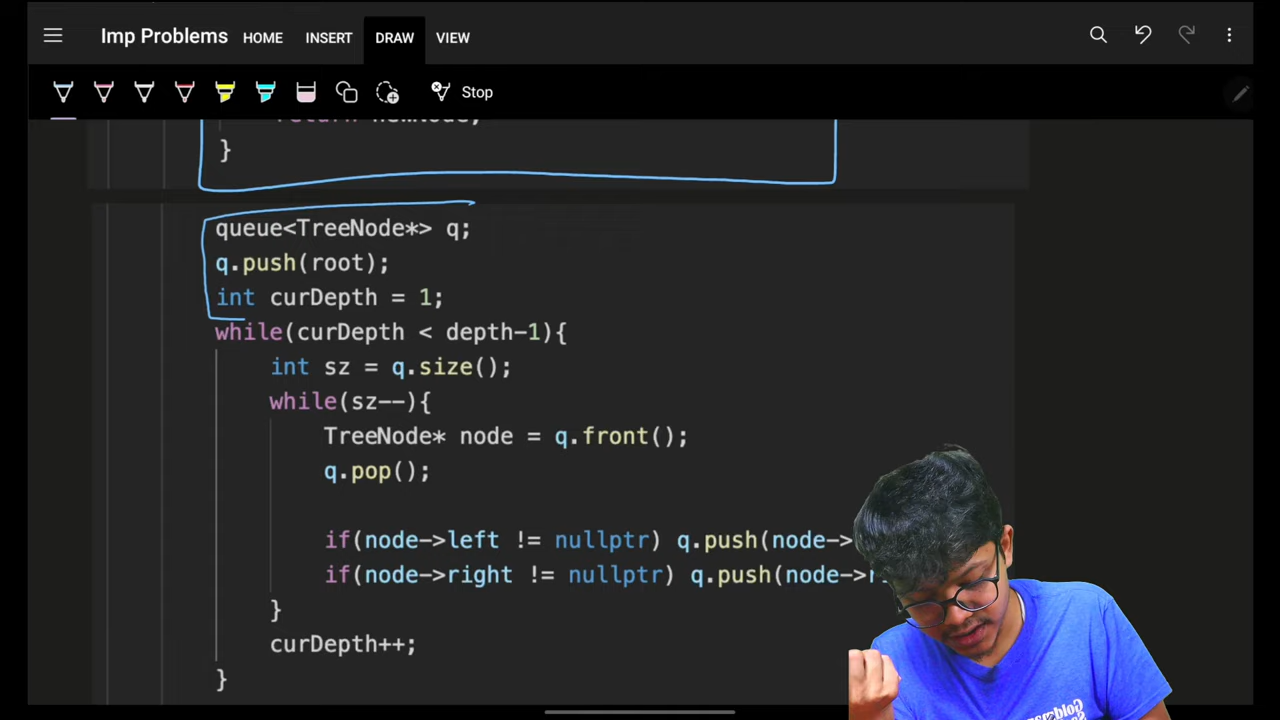 Imp Problems HOME INSERT DRAW VIEW
Stop
}
queue<TreeNode*> q;
q.push(root);
int curDepth = 1;
while(curDepth < depth-1){
int sz = q.size();
while(sz--){
TreeNode* node = q.front();
q.pop();
if(node->left != nullptr) q.push(node->
if(node->right != nullptr) q.push(node->
}
curDepth++;
}